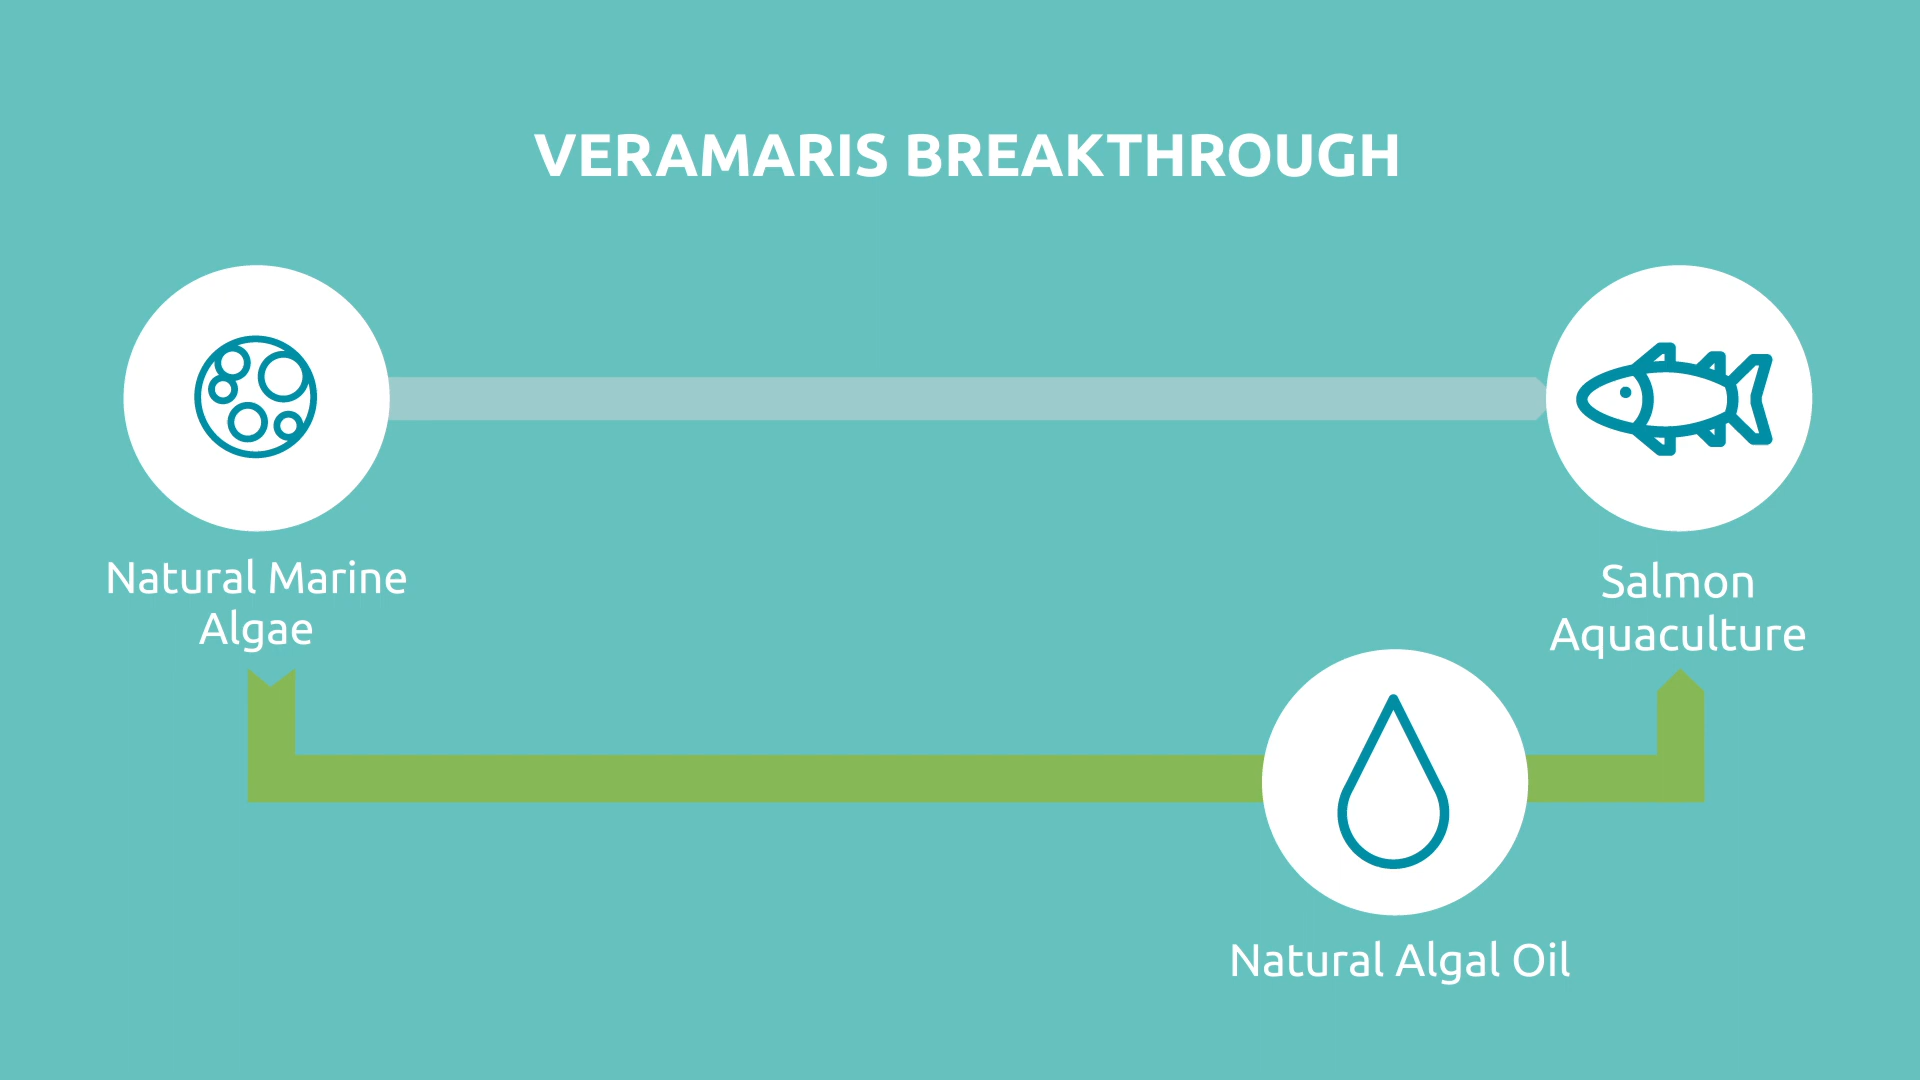 VERAMARIS BREAKTHROUGH
Natural Marine
Algae
Salmon
Aquaculture
Natural Algal Oil